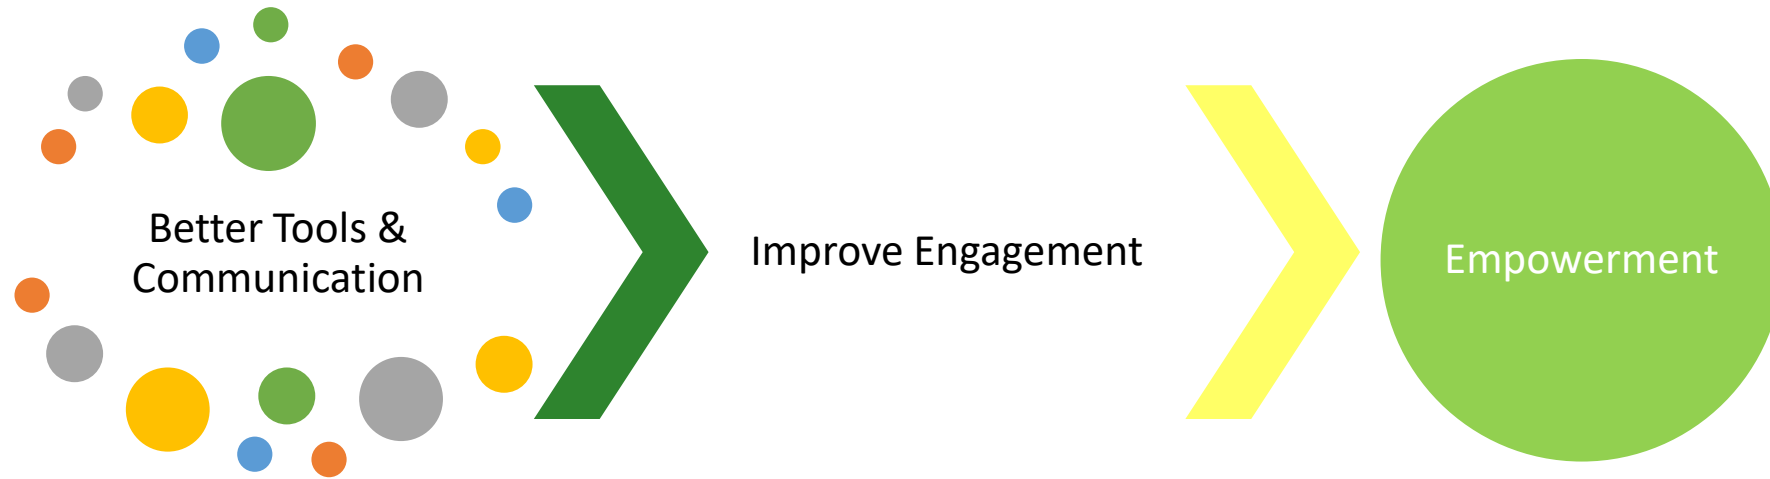 Better Tools &
Communication
Improve Engagement
Empowerment